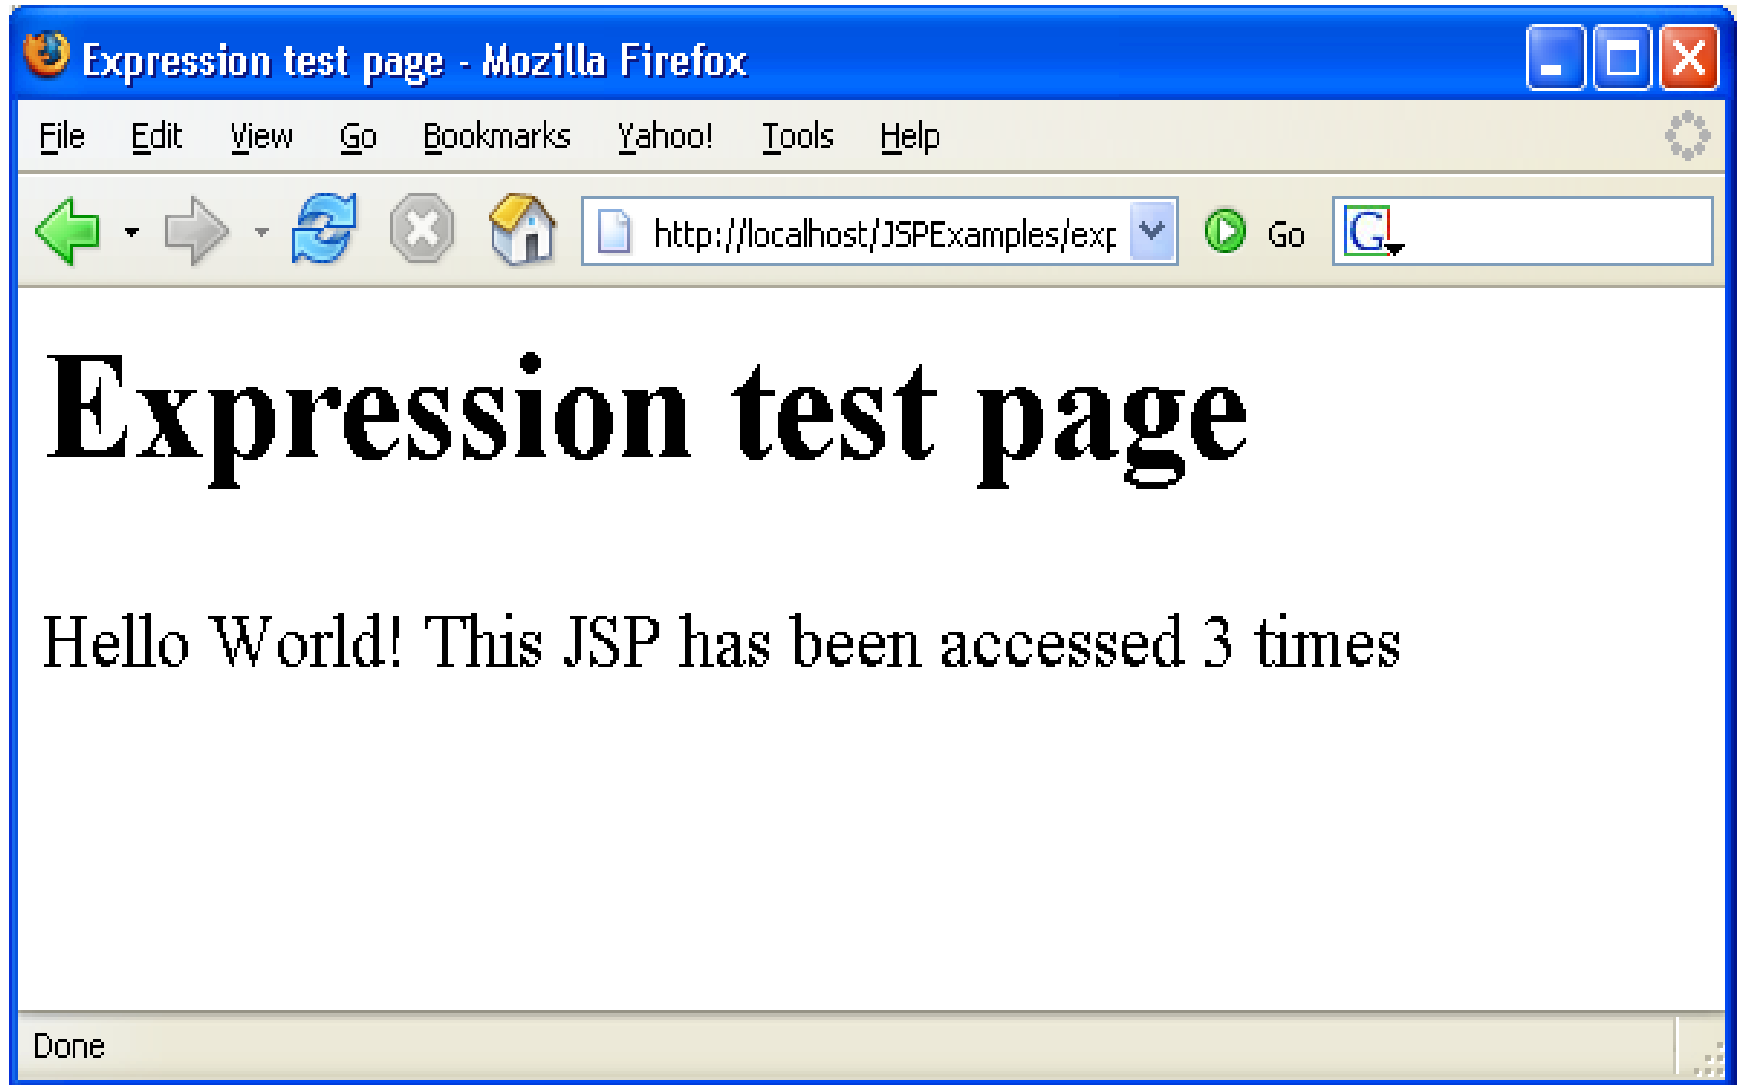 Expression test page - Mozilla Firefox
File Edit View Go Bookmarks Yahoo! Tools Help
http://localhost/JSPExamples/exp Go G
Expression test page
Hello World! This JSP has been accessed 3 times
Done